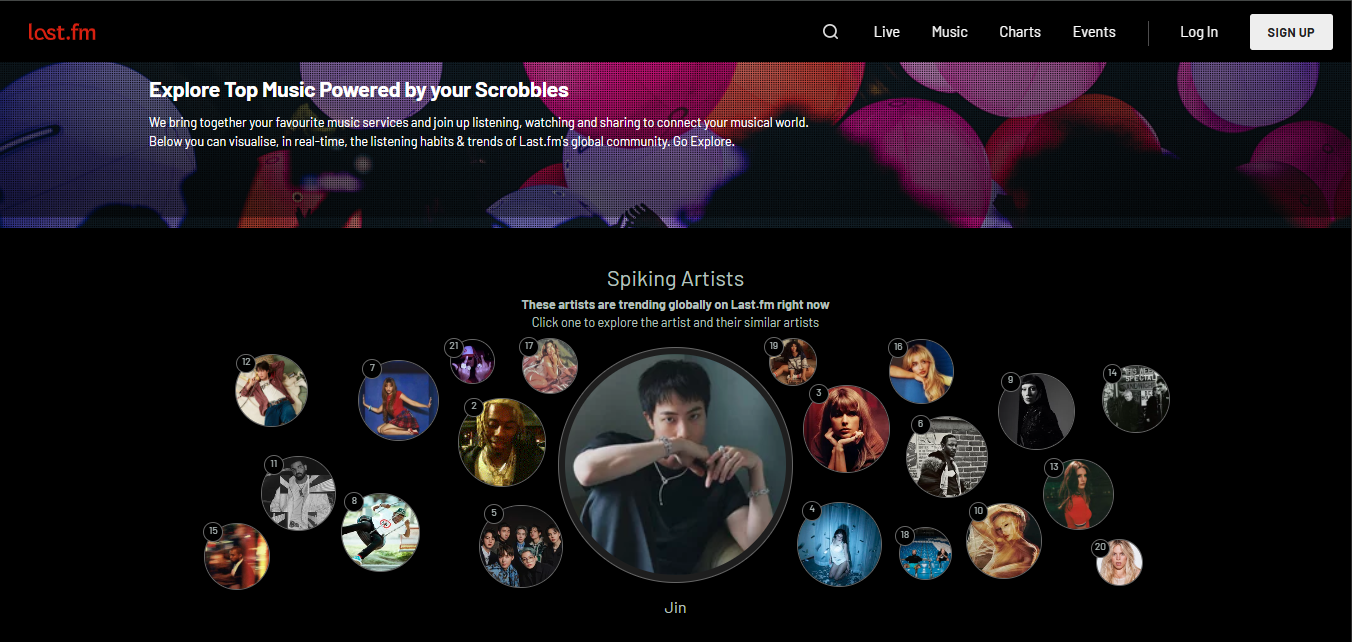 last.fm
Live
Music
Charts
Events
Log In
SIGN UP
Explore Top Music Powered by your Scrobbles
We bring together your favourite music services and join up listening, watching and sharing to connect your musical world.
Below you can visualise, in real-time, the listening habits & trends of Last.fm's global community. Go Explore.
Spiking Artists
These artists are trending globally on Last.fm right now
Click one to explore the artist and their similar artists
12
7
21
17
19
16
9
14
2
3
6
11
8
13
15
5
4
18
10
20
Jin